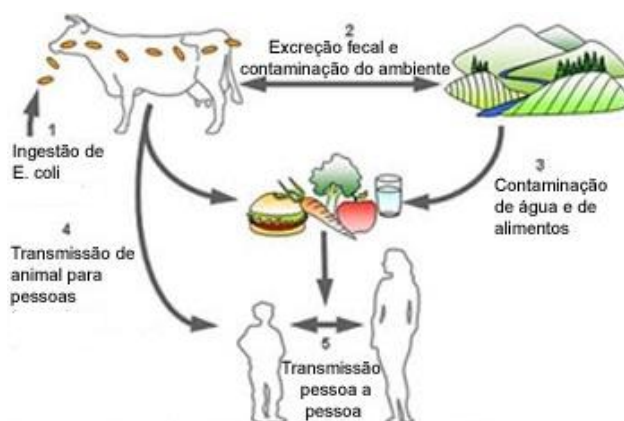 2
Excreção fecal e
contaminação do ambiente
1
Ingestão de
E. coli
3
Contaminação
de água e de
alimentos
4
Transmissão de
animal para
pessoas
5
Transmissão
pessoa a
pessoa